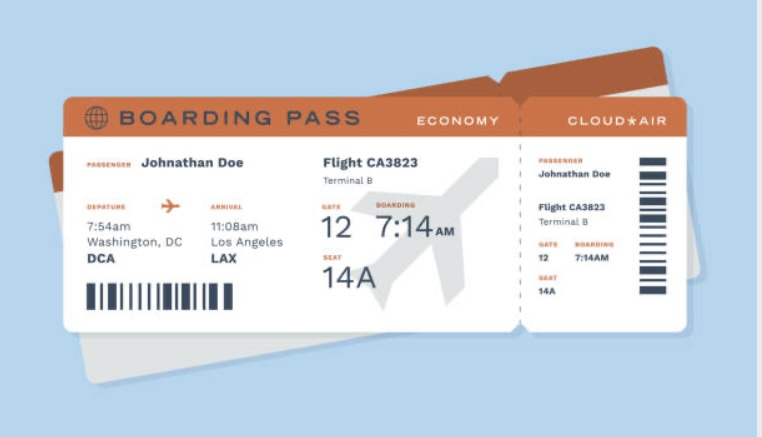 BOARDING PASS ECONOMY
PASSENGER Johnathan Doe
DEPATURE ARRIVAL
7:54am 11:08am
Washington, DC Los Angeles
DCA LAX
Flight CA3823
Terminal B
GATE BOARDING
12 7:14AM
SEAT
14A
CLOUD★AIR
PASSENGER
Johnathan Doe
Flight CA3823
Terminal B
GATE BOARDING
12 7:14AM
SEAT
14A